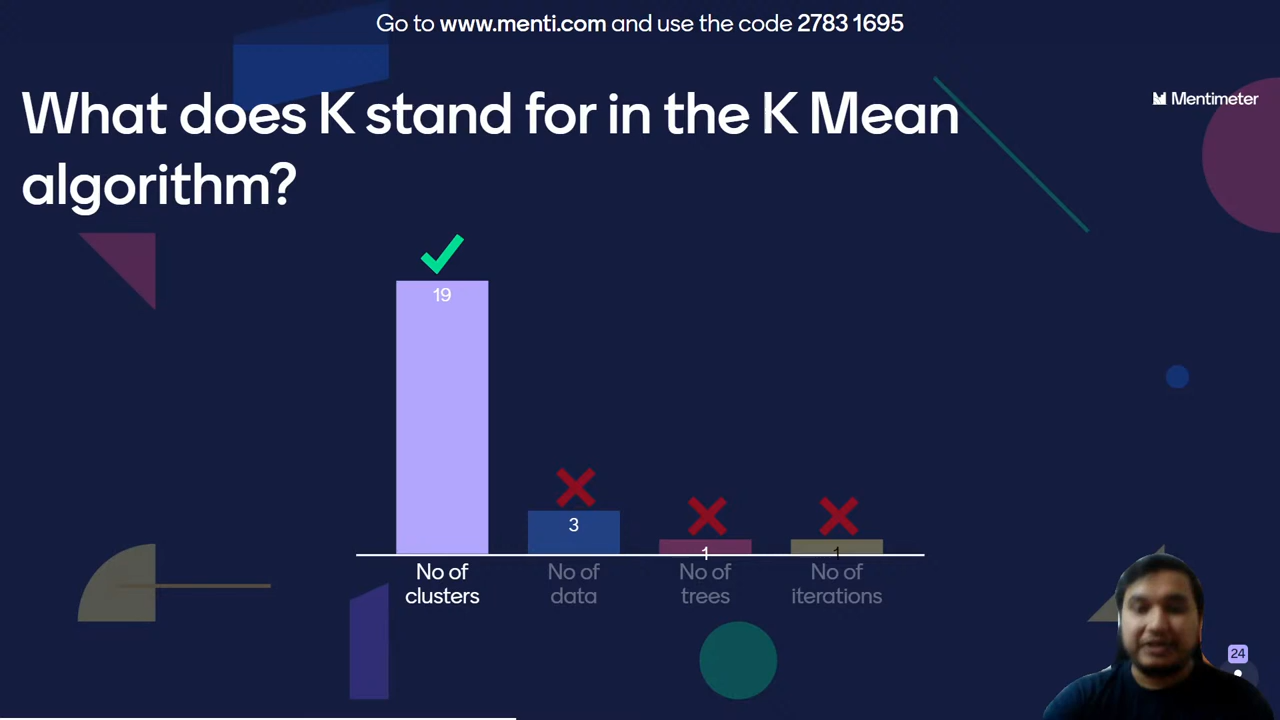 Go to www.menti.com and use the code 2783 1695
What does K stand for in the K Mean
Mentimeter
algorithm?
19
3
1
1
No of
clusters
No of
data
No of
trees
No of
iterations
24